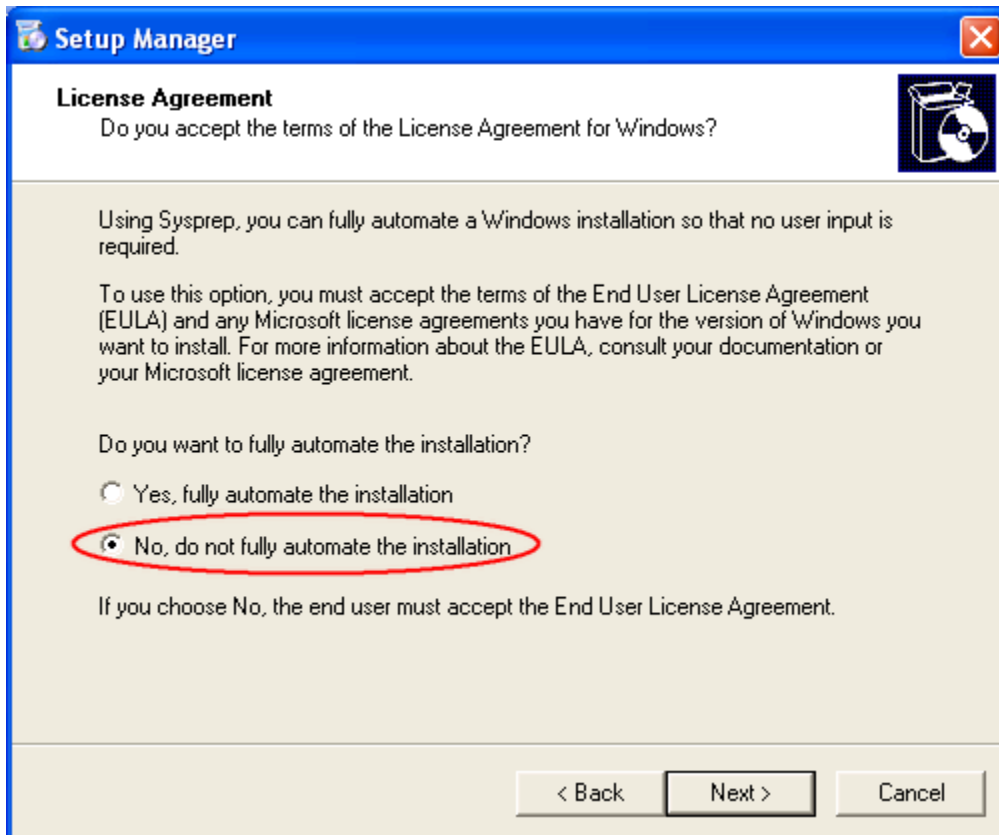 Setup Manager
License Agreement
Do you accept the terms of the License Agreement for Windows?
Using Sysprep, you can fully automate a Windows installation so that no user input is
required.
To use this option, you must accept the terms of the End User License Agreement
(EULA) and any Microsoft license agreements you have for the version of Windows you
want to install. For more information about the EULA, consult your documentation or
your Microsoft license agreement.
Do you want to fully automate the installation?
Yes, fully automate the installation
No, do not fully automate the installation
If you choose No, the end user must accept the End User License Agreement.
< Back Next > Cancel